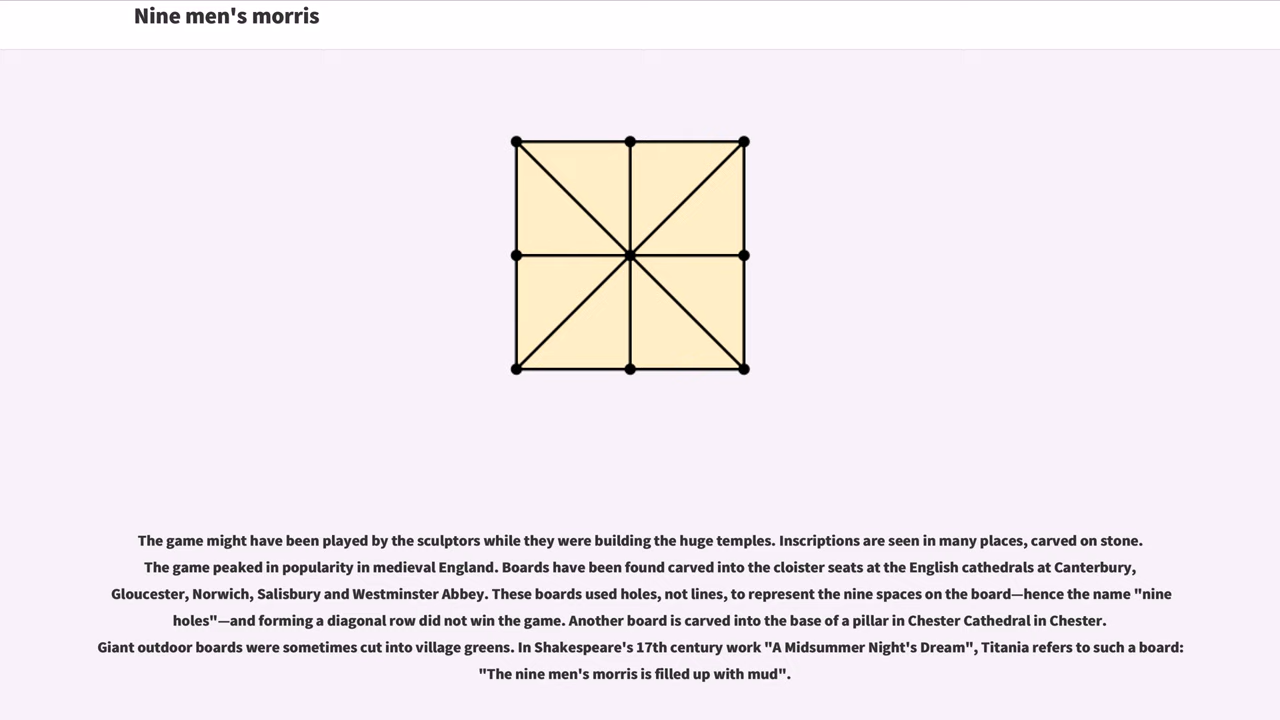 Nine men's morris
The game might have been played by the sculptors while they were building the huge temples. Inscriptions are seen in many places, carved on stone.
The game peaked in popularity in medieval England. Boards have been found carved into the cloister seats at the English cathedrals at Canterbury,
Gloucester, Norwich, Salisbury and Westminster Abbey. These boards used holes, not lines, to represent the nine spaces on the board—hence the name "nine
holes"—and forming a diagonal row did not win the game. Another board is carved into the base of a pillar in Chester Cathedral in Chester.
Giant outdoor boards were sometimes cut into village greens. In Shakespeare's 17th century work "A Midsummer Night's Dream", Titania refers to such a board:
"The nine men's morris is filled up with mud".